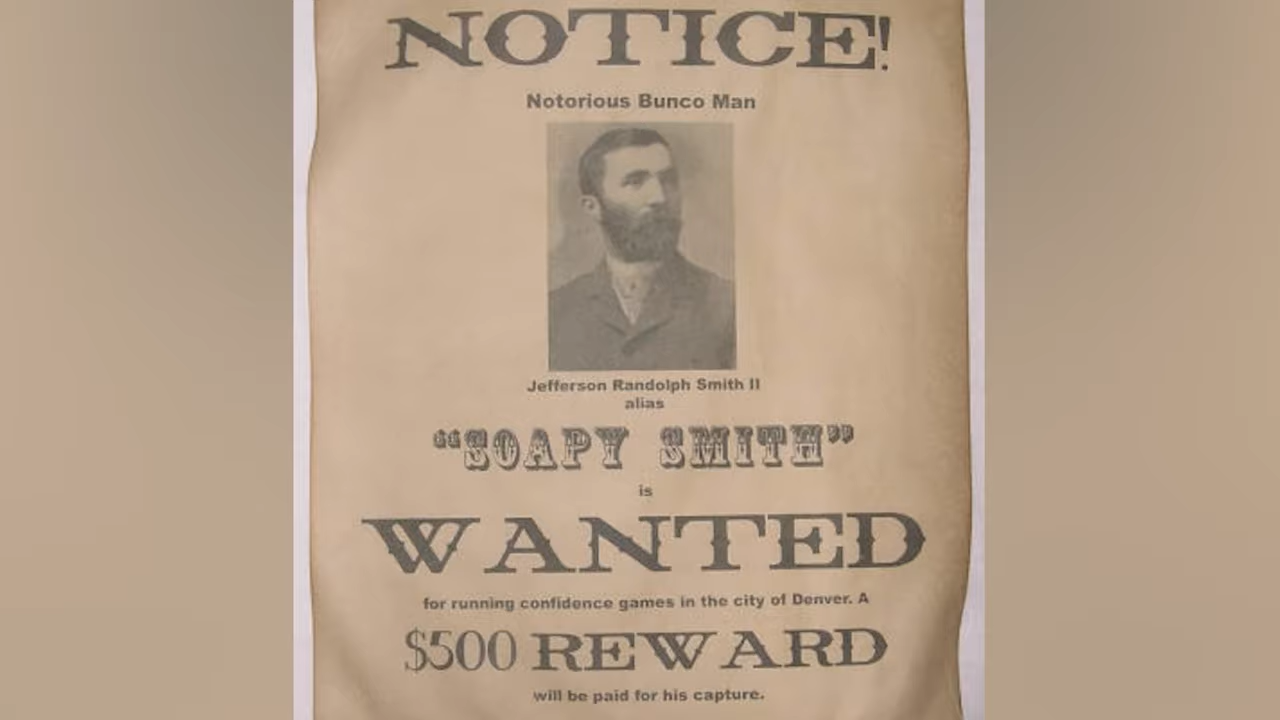 NOTICE!
Notorious Bunco Man
Jefferson Randolph Smith II
alias
“SOAPY SMITH”
is
WANTED
for running confidence games in the city of Denver. A
$500 REWARD
will be paid for his capture.